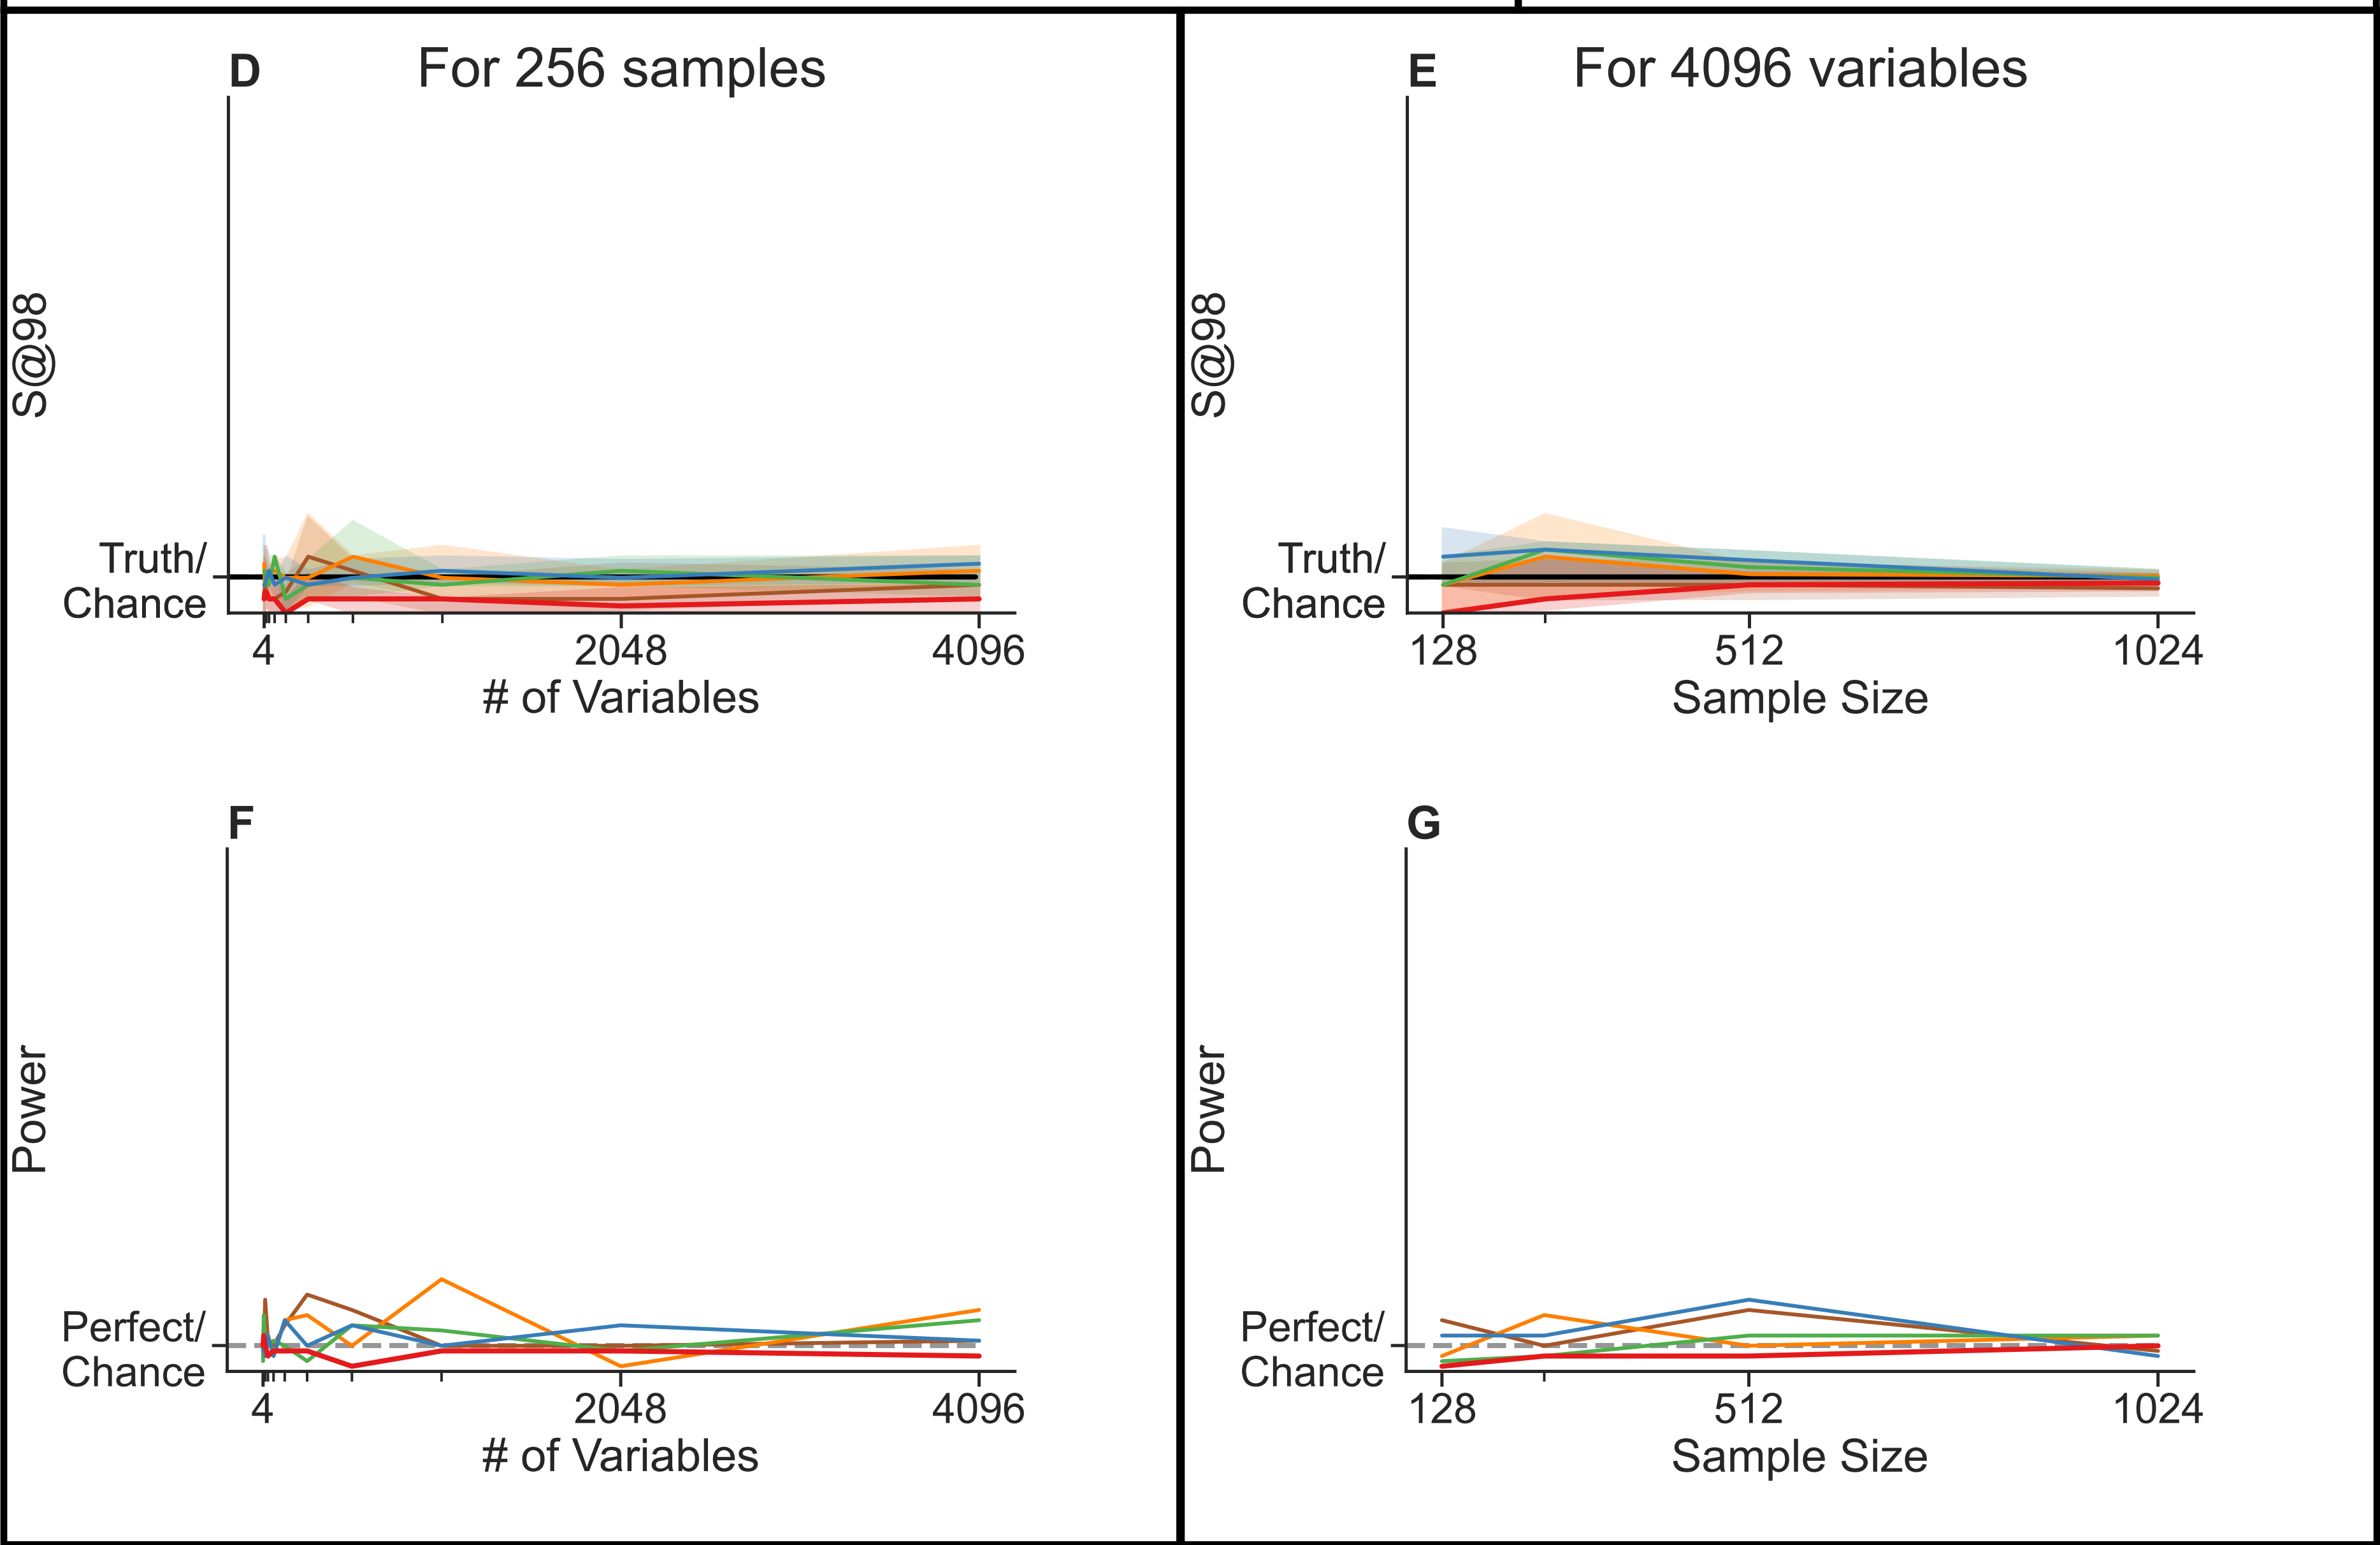 D
For 256 samples
S@98
Truth/
Chance
4
2048
4096
# of Variables
E
For 4096 variables
S@98
Truth/
Chance
128
512
1024
Sample Size
F
Power
Perfect/
Chance
4
2048
4096
# of Variables
G
Power
Perfect/
Chance
128
512
1024
Sample Size